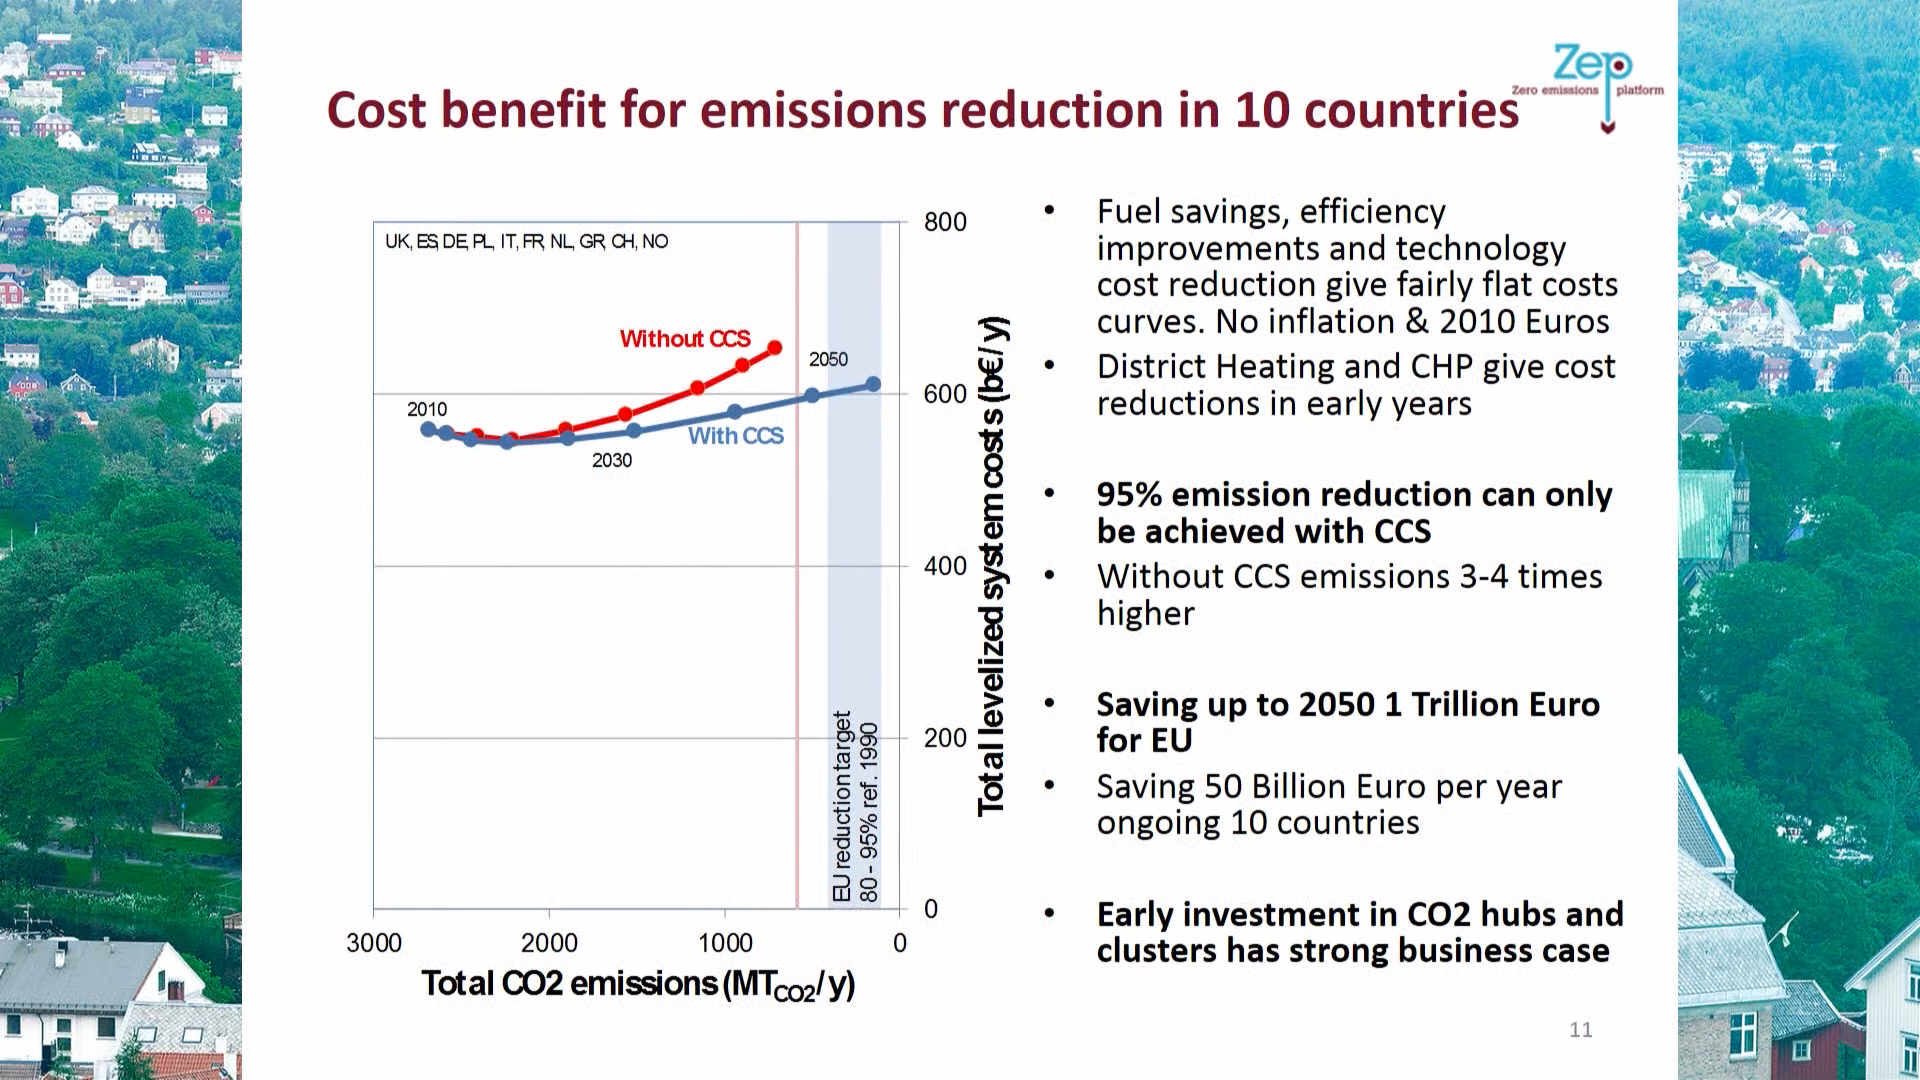 Zep
Zero emissions platform
Cost benefit for emissions reduction in 10 countries
UK, ES, DE, PL, IT, FR, NL, GR, CH, NO
Without CCS
With CCS
2010
2030
2050
EU reduction target
80 - 95% ref. 1990
800
600
400
200
0
Total levelized system costs (b€/y)
3000
2000
1000
0
Total CO2 emissions (MTCO2/y)
• Fuel savings, efficiency
improvements and technology
cost reduction give fairly flat costs
curves. No inflation & 2010 Euros
• District Heating and CHP give cost
reductions in early years
• 95% emission reduction can only
be achieved with CCS
• Without CCS emissions 3-4 times
higher
• Saving up to 2050 1 Trillion Euro
for EU
• Saving 50 Billion Euro per year
ongoing 10 countries
• Early investment in CO2 hubs and
clusters has strong business case
11